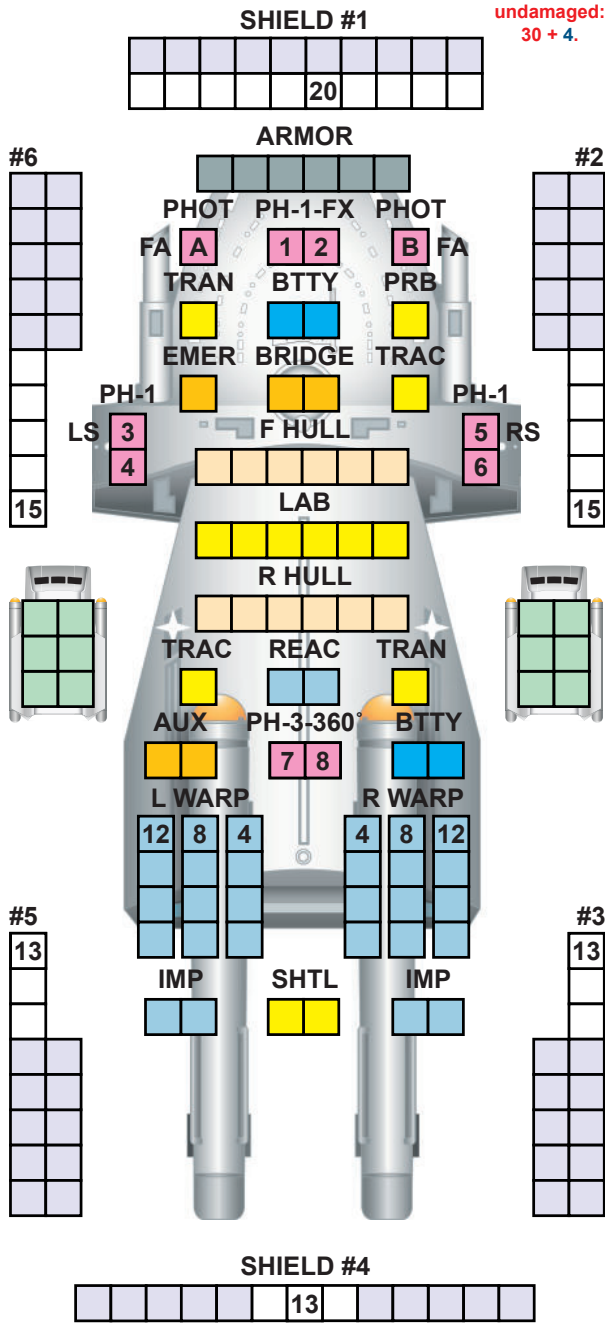 undamaged:
30 + 4.
SHIELD #1
20
ARMOR
#6
#2
PHOT PH-1-FX PHOT
FA A 1 2 B FA
TRAN BTTY PRB
EMER BRIDGE TRAC
PH-1 PH-1
LS 3 5 RS
F HULL
4 6
LAB
15 15
R HULL
TRAC REAC TRAN
AUX PH-3-360° BTTY
7 8
L WARP R WARP
12 8 4 4 8 12
#5 #3
13 13
IMP SHTL IMP
SHIELD #4
13